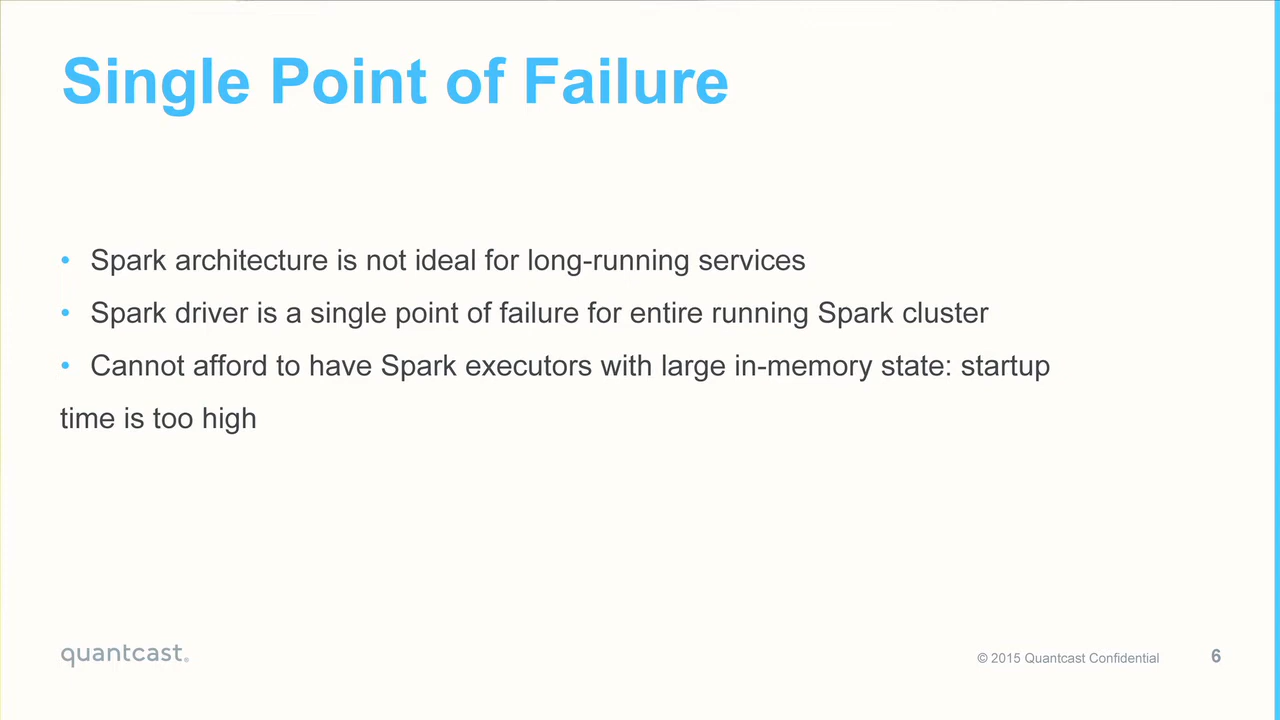 Single Point of Failure
• Spark architecture is not ideal for long-running services
• Spark driver is a single point of failure for entire running Spark cluster
• Cannot afford to have Spark executors with large in-memory state: startup
time is too high
quantcast.
© 2015 Quantcast Confidential
6